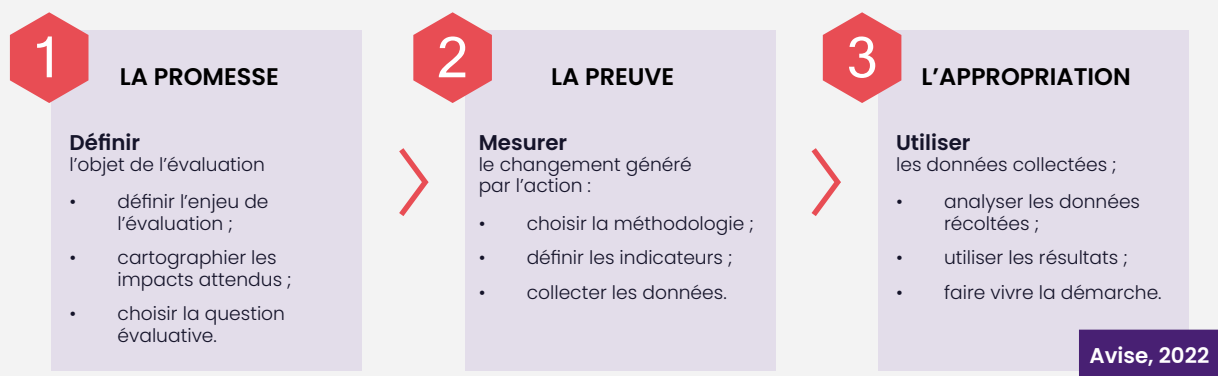 1
LA PROMESSE
Définir
l'objet de l'évaluation
• définir l'enjeu de
l'évaluation ;
• cartographier les
impacts attendus ;
• choisir la question
évaluative.
2
LA PREUVE
Mesurer
le changement généré
par l'action :
• choisir la méthodologie ;
• définir les indicateurs ;
• collecter les données.
3
L'APPROPRIATION
Utiliser
les données collectées ;
• analyser les données
récoltées ;
• utiliser les résultats ;
• faire vivre la démarche.
Avise, 2022